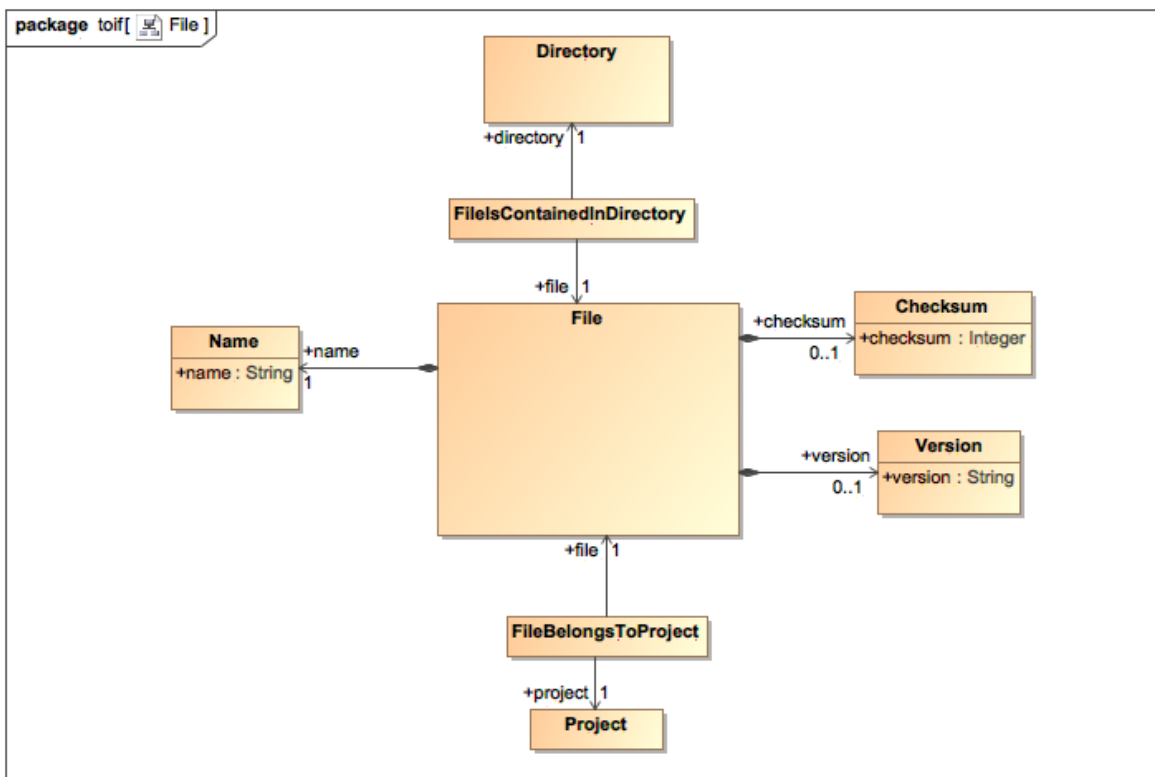 package toif[ File ]
Directory
+directory 1
FileIsContainedInDirectory
+file 1
File
Name
+name : String
+name
1
+checksum
0..1
Checksum
+checksum : Integer
+version
0..1
Version
+version : String
+file 1
FileBelongsToProject
+project 1
Project